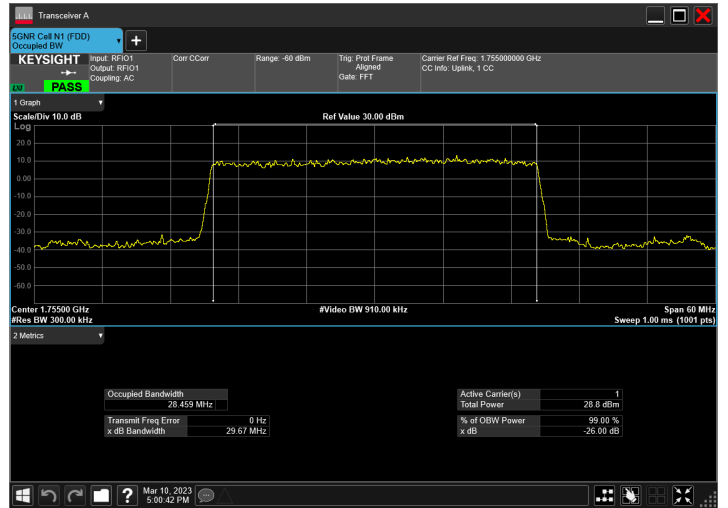 Transceiver A
5GNR Cell N1 (FDD)
Occupied BW
KEYSIGHT
LXI
PASS
Input: RFIO1
Output: RFIO1
Coupling: AC
Corr CCorr
Range: -60 dBm
Trig: Prot Frame
Aligned
Gate: FFT
Carrier Ref Freq: 1.755000000 GHz
CC Info: Uplink, 1 CC
1 Graph
Scale/Div 10.0 dB
Ref Value 30.00 dBm
Log
20.0
10.0
0.00
-10.0
-20.0
-30.0
-40.0
-50.0
-60.0
Center 1.75500 GHz
#Video BW 910.00 kHz
Span 60 MHz
#Res BW 300.00 kHz
Sweep 1.00 ms (1001 pts)
2 Metrics
Occupied Bandwidth
28.459 MHz
Transmit Freq Error 0 Hz
x dB Bandwidth 29.67 MHz
Active Carrier(s) 1
Total Power 28.8 dBm
% of OBW Power 99.00 %
x dB -26.00 dB
?
Mar 10, 2023
5:00:42 PM